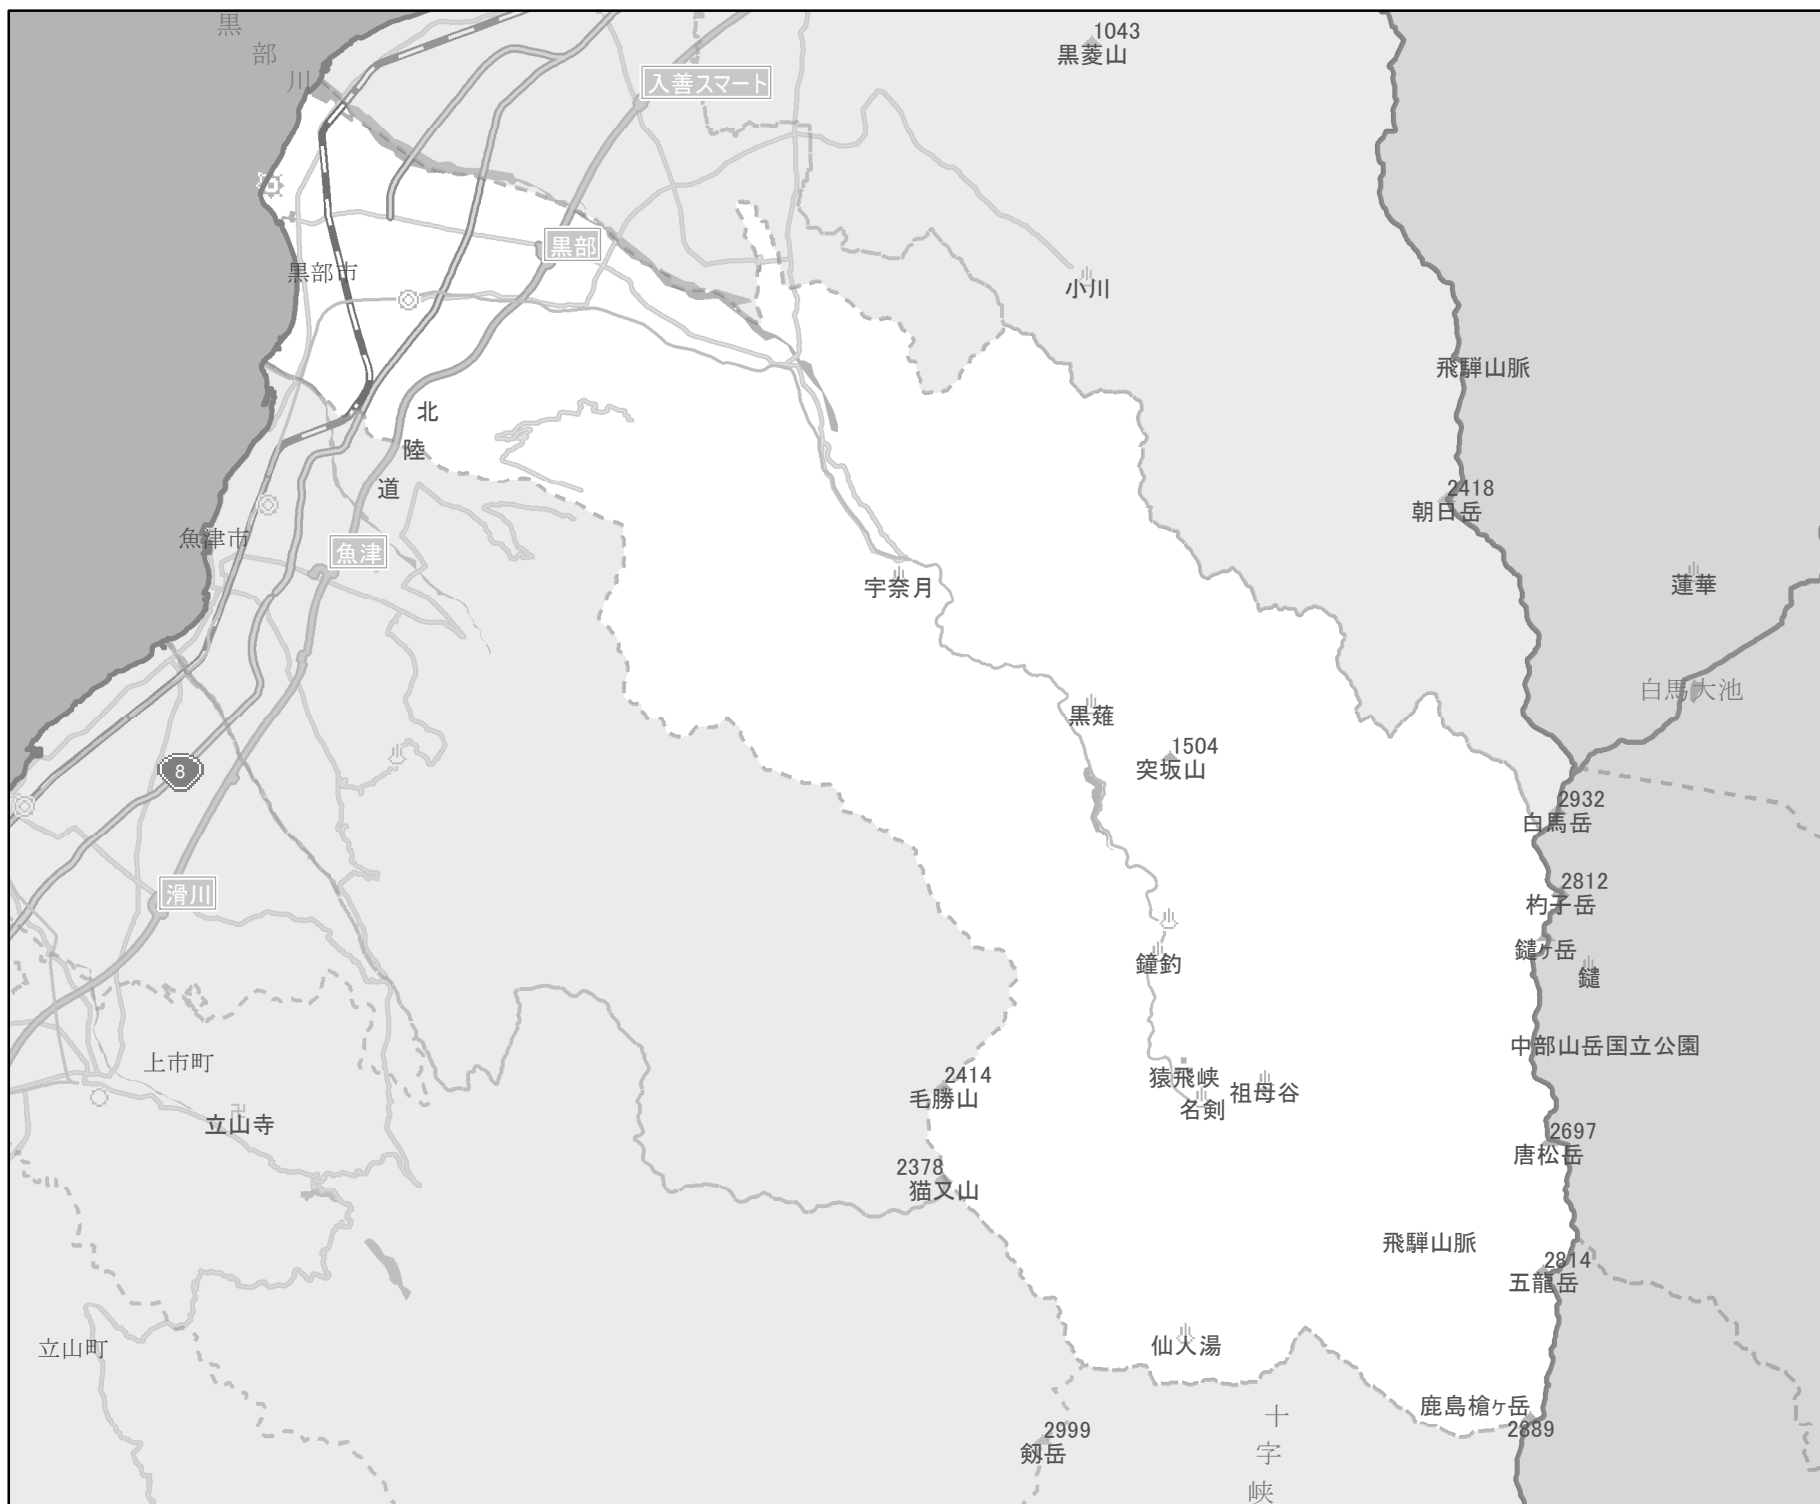 黒部川
1043
黒菱山
入善スマート
黒部
黒部市
小川
飛騨山脈
北陸道
2418
朝日岳
魚津市
魚津
宇奈月
蓮華
白馬大池
黒薙
1504
突坂山
8
2932
白馬岳
2812
杓子岳
滑川
鑓ヶ岳
鑓
鐘釣
中部山岳国立公園
上市町
猿飛峡
祖母谷
名剣
2414
毛勝山
立山寺
2697
唐松岳
2378
猫又山
飛騨山脈
2814
五龍岳
立山町
仙人湯
鹿島槍ヶ岳
2889
十字峡
2999
剱岳